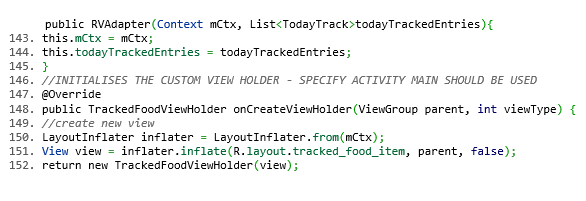 public RVAdapter(Context mCtx, List<TodayTrack>todayTrackedEntries){
143. this.mCtx = mCtx;
144. this.todayTrackedEntries = todayTrackedEntries;
145. }
146. //INITIALISES THE CUSTOM VIEW HOLDER - SPECIFY ACTIVITY MAIN SHOULD BE USED
147. @Override
148. public TrackedFoodViewHolder onCreateViewHolder(ViewGroup parent, int viewType) {
149. //create new view
150. LayoutInflater inflater = LayoutInflater.from(mCtx);
151. View view = inflater.inflate(R.layout.tracked_food_item, parent, false);
152. return new TrackedFoodViewHolder(view);